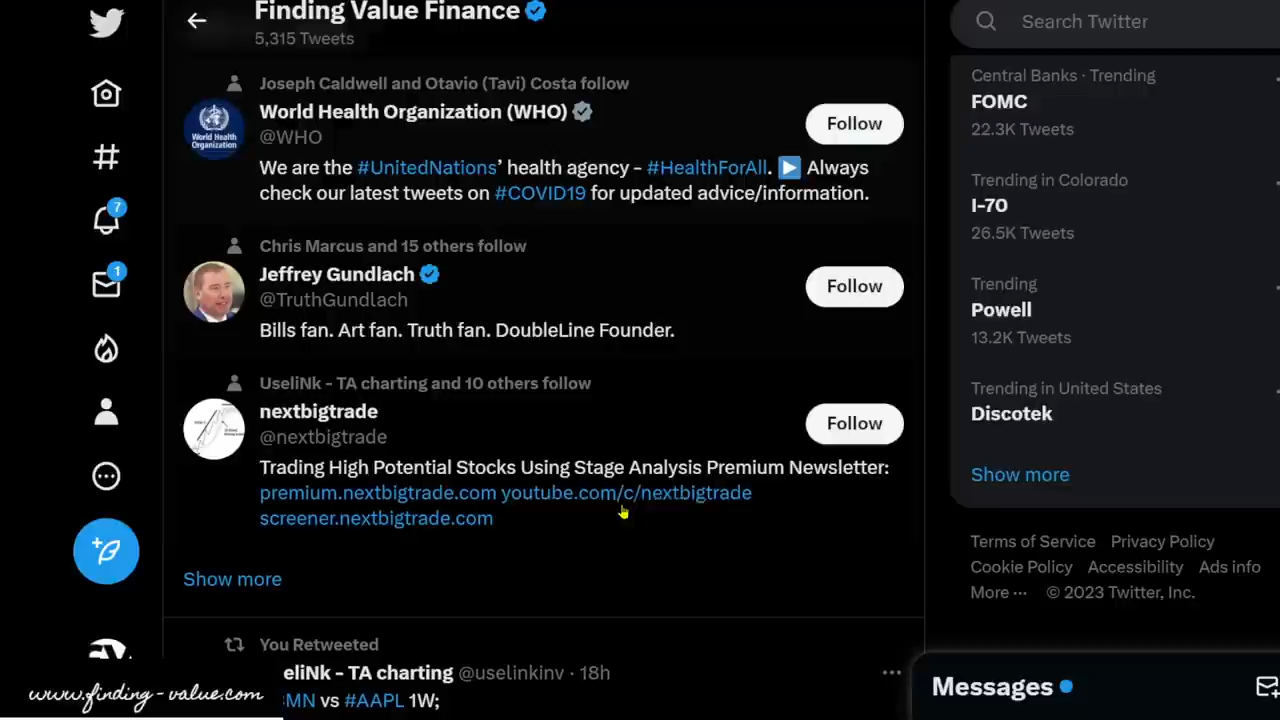 Finding Value Finance
5,315 Tweets
Joseph Caldwell and Otavio (Tavi) Costa follow
World Health Organization (WHO)
@WHO
Follow
We are the #UnitedNations’ health agency - #HealthForAll. ▶️ Always
check our latest tweets on #COVID19 for updated advice/information.
World Health
Organization
Chris Marcus and 15 others follow
Jeffrey Gundlach
@TruthGundlach
Follow
Bills fan. Art fan. Truth fan. DoubleLine Founder.
UseliNk - TA charting and 10 others follow
nextbigtrade
@nextbigtrade
Follow
Trading High Potential Stocks Using Stage Analysis Premium Newsletter:
premium.nextbigtrade.com youtube.com/c/nextbigtrade
screener.nextbigtrade.com
Show more
You Retweeted
eliNk - TA charting @uselinkinv · 18h
MN vs #AAPL 1W;
7
1
www.finding-value.com
Search Twitter
Central Banks · Trending
FOMC
22.3K Tweets
Trending in Colorado
I-70
26.5K Tweets
Trending
Powell
13.2K Tweets
Trending in United States
Discotek
Show more
Terms of Service Privacy Policy
Cookie Policy Accessibility Ads info
More ··· © 2023 Twitter, Inc.
Messages